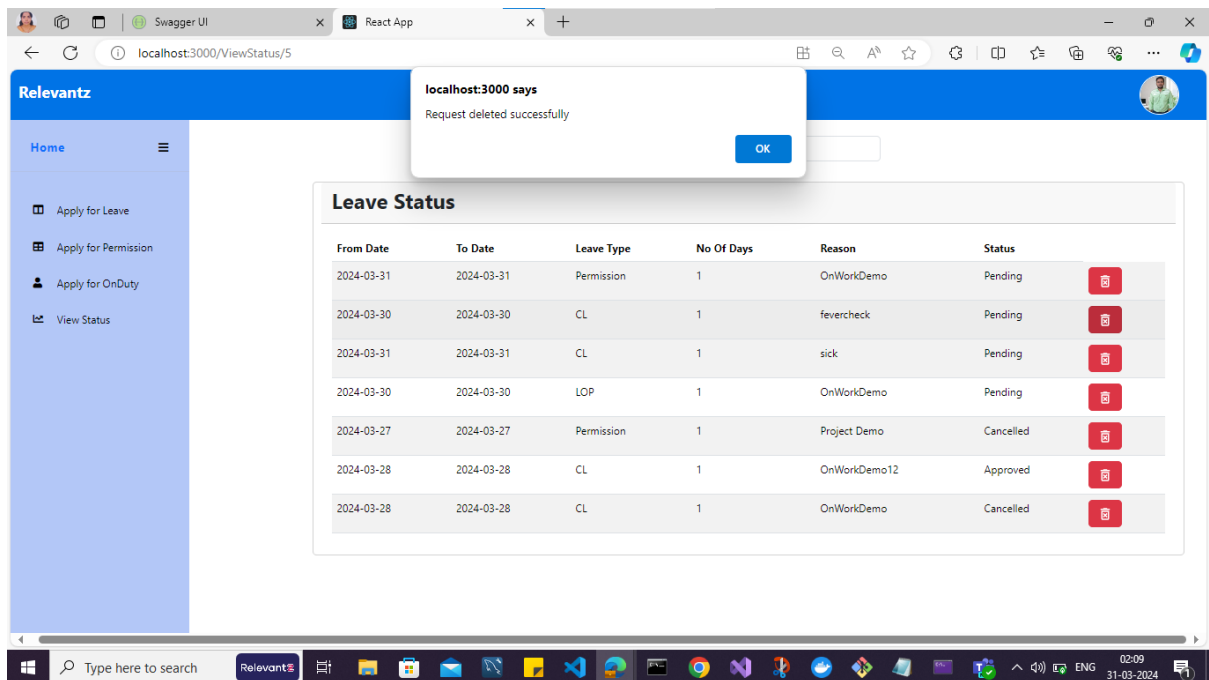 Swagger UI
React App
localhost:3000/ViewStatus/5
Relevantz
localhost:3000 says
Request deleted successfully
OK
Home
Apply for Leave
Apply for Permission
Apply for OnDuty
View Status
Leave Status
From Date To Date Leave Type No Of Days Reason Status
2024-03-31 2024-03-31 Permission 1 OnWorkDemo Pending
2024-03-30 2024-03-30 CL 1 fevercheck Pending
2024-03-31 2024-03-31 CL 1 sick Pending
2024-03-30 2024-03-30 LOP 1 OnWorkDemo Pending
2024-03-27 2024-03-27 Permission 1 Project Demo Cancelled
2024-03-28 2024-03-28 CL 1 OnWorkDemo12 Approved
2024-03-28 2024-03-28 CL 1 OnWorkDemo Cancelled
Type here to search
Relevantz
ENG
02:09
31-03-2024
1